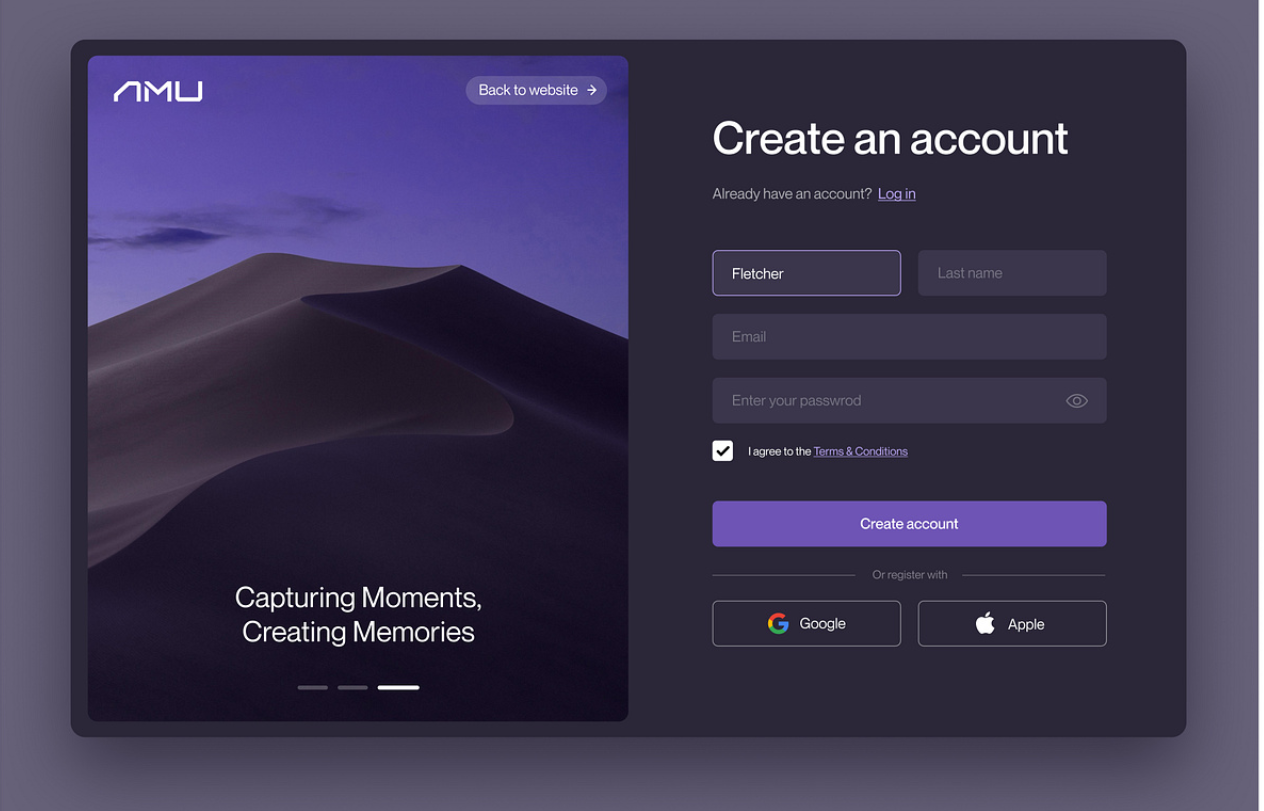 AMU
Back to website →
Capturing Moments,
Creating Memories
Create an account
Already have an account? Log in
Fletcher
Last name
Email
Enter your passwrod
I agree to the Terms & Conditions
Create account
Or register with
Google
Apple